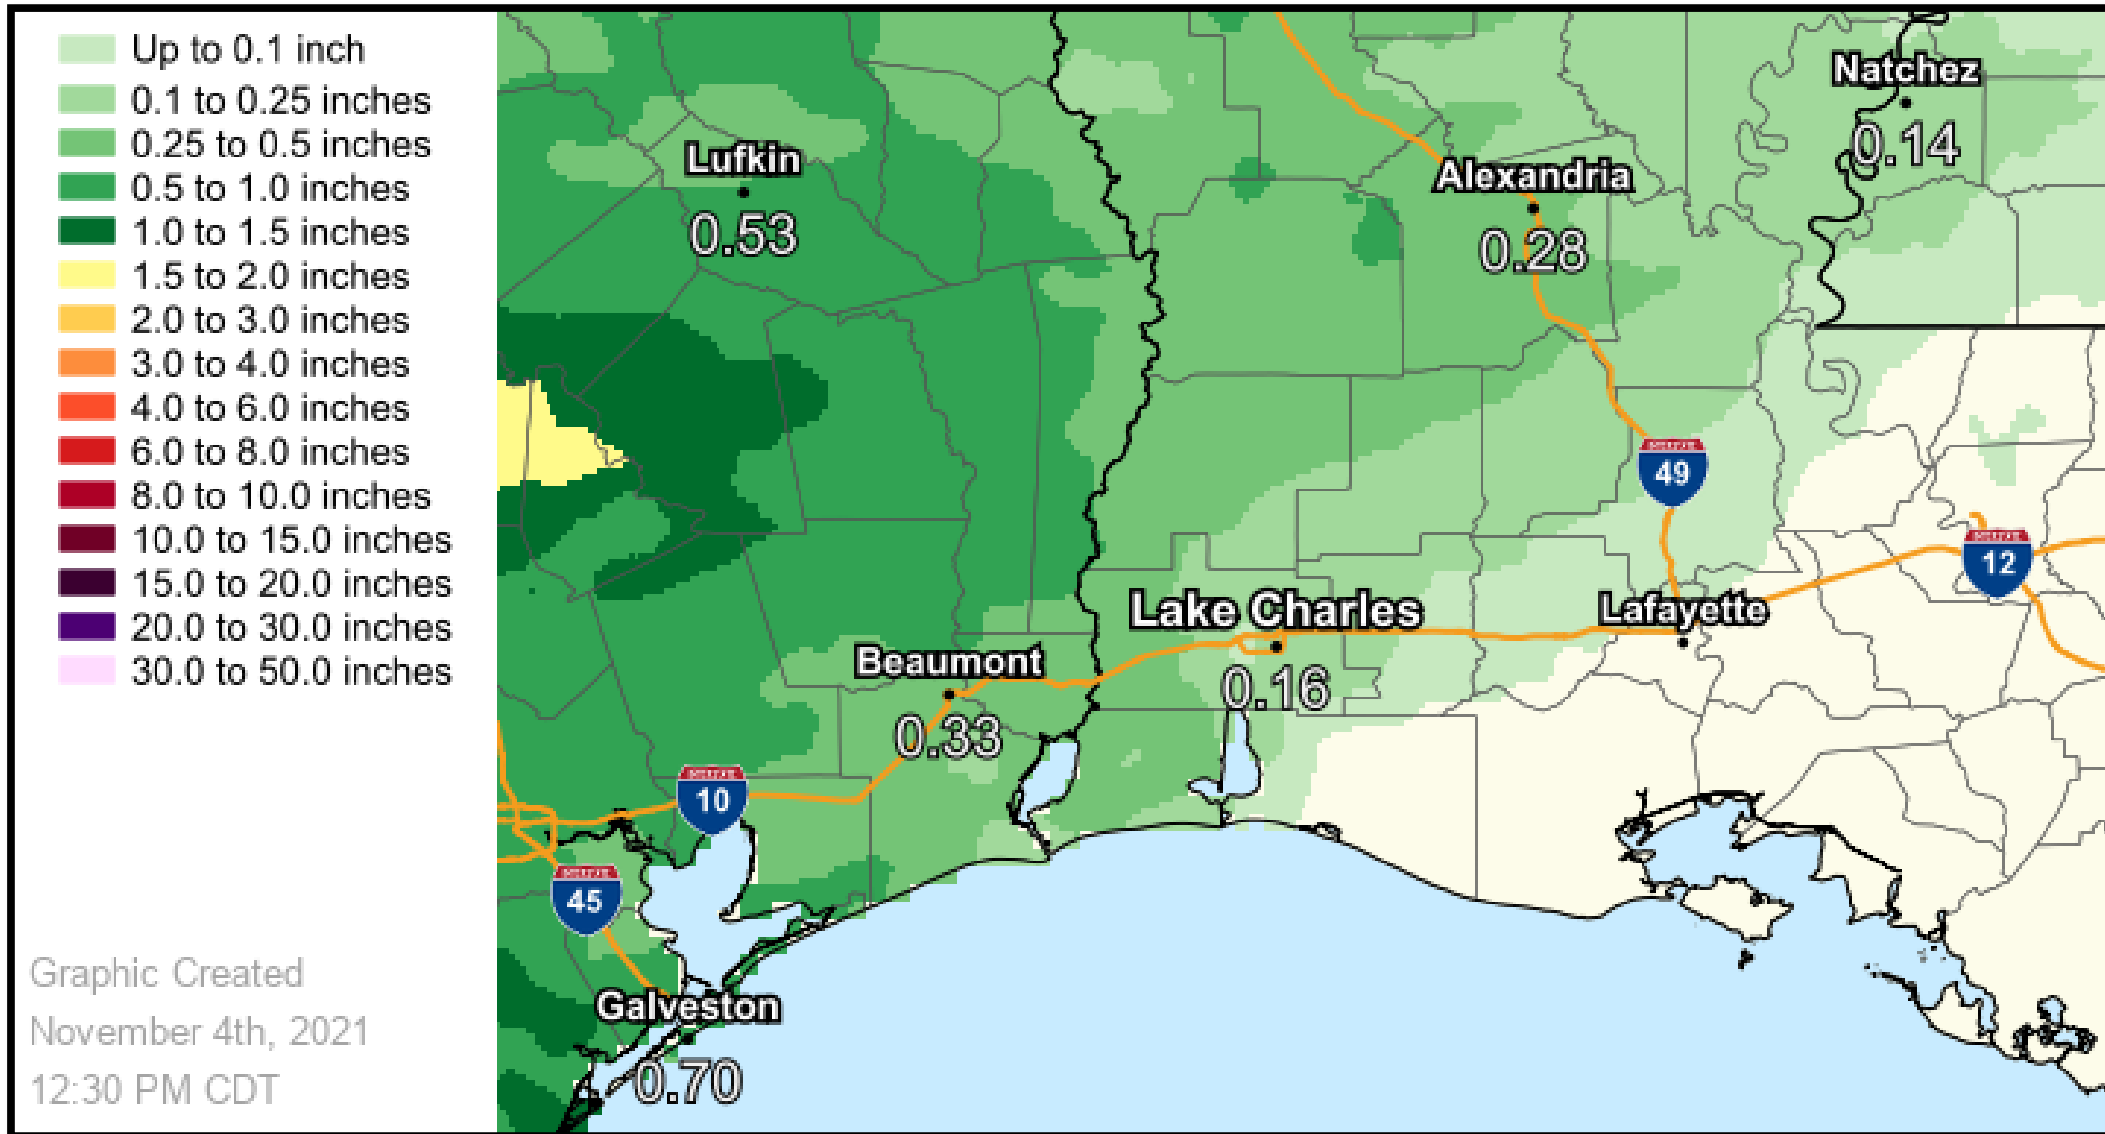 Up to 0.1 inch
0.1 to 0.25 inches
0.25 to 0.5 inches
0.5 to 1.0 inches
1.0 to 1.5 inches
1.5 to 2.0 inches
2.0 to 3.0 inches
3.0 to 4.0 inches
4.0 to 6.0 inches
6.0 to 8.0 inches
8.0 to 10.0 inches
10.0 to 15.0 inches
15.0 to 20.0 inches
20.0 to 30.0 inches
30.0 to 50.0 inches
Graphic Created
November 4th, 2021
12:30 PM CDT
Natchez
0.14
Lufkin
0.53
Alexandria
0.28
49
12
Lake Charles
0.16
Lafayette
Beaumont
0.33
10
45
Galveston
0.70